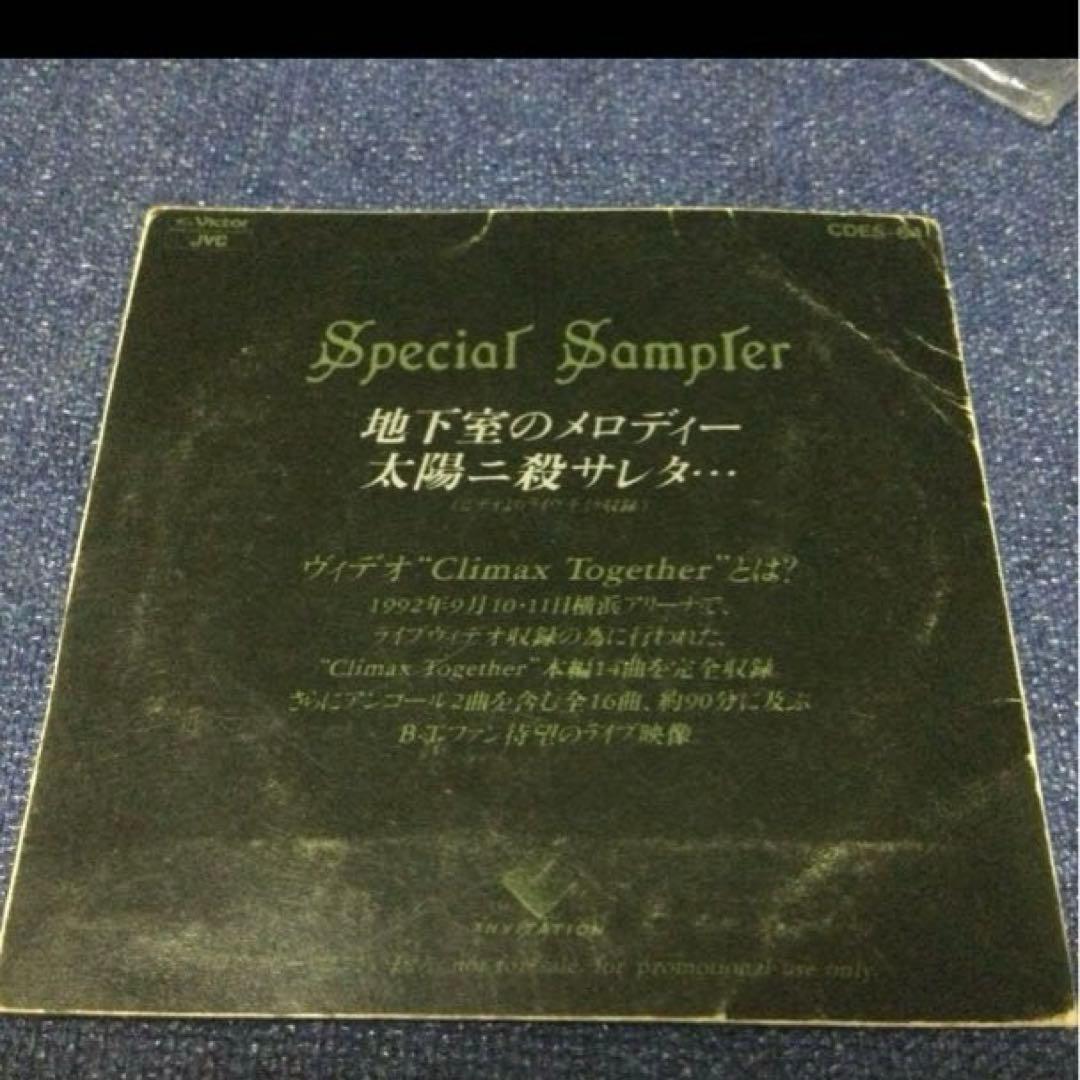 Victor
JVC
Special Sampler
地下室のメロディー
太陽ニ殺サレタ…
ヴィデオ“Climax Together”とは?
1992年9月10・11日横浜アリーナで、
ライブヴィデオ収録の為に行われた、
“Climax Together”本編14曲を完全収録
さらにアンコール2曲を含む全16曲、約90分に及ぶ
B-Tファン待望のライブ映像
INVITATION
not for sale, for promotional use only.